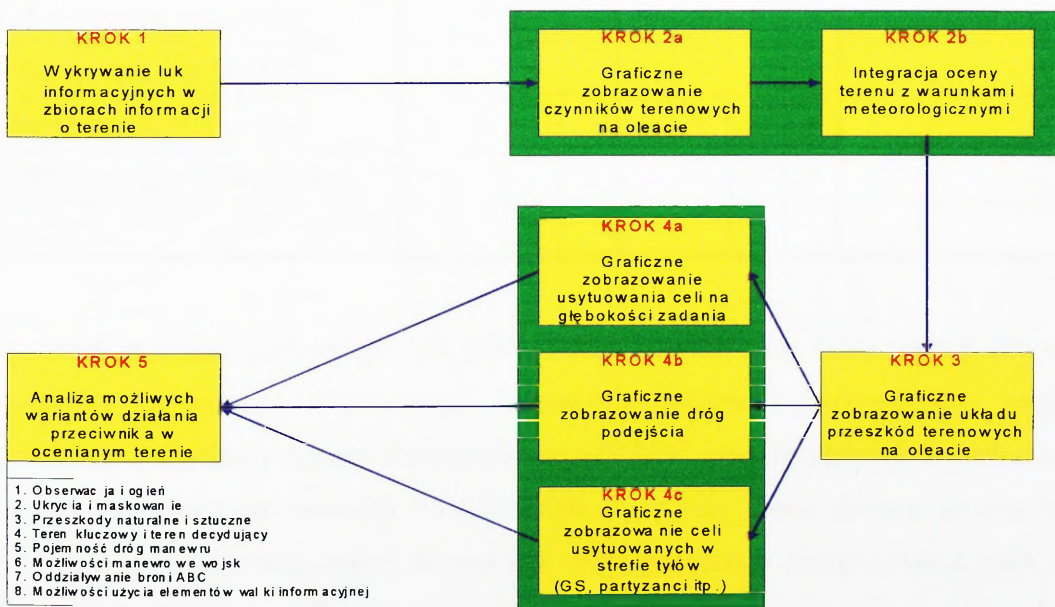 KROK 1
Wykrywanie luk
informacyjnych w
zbiorach informacji
o terenie
KROK 2a
Graficzne
zobrazowanie
czynników terenowych
na oleacie
KROK 2b
Integracja oceny
terenu z warunkami
meteorologicznymi
KROK 3
Graficzne
zobrazowanie układu
przeszkód terenowych
na oleacie
KROK 4a
Graficzne
zobrazowanie
usytuowania celi na
głębokości zadania
KROK 4b
Graficzne
zobrazowanie dróg
podejścia
KROK 4c
Graficzne
zobrazowanie celi
usytuowanych w
strefie tyłów
(GS, partyzanci itp.)
KROK 5
Analiza możliwych
wariantów działania
przeciwnika w
ocenianym terenie
1. Obserwacja i ogień
2. Ukrycia i maskowanie
3. Przeszkody naturalne i sztuczne
4. Teren kluczowy i teren decydujący
5. Pojemność dróg manewru
6. Możliwości manewrowe wojsk
7. Oddziaływanie broni ABC
8. Możliwości użycia elementów walki informacyjnej